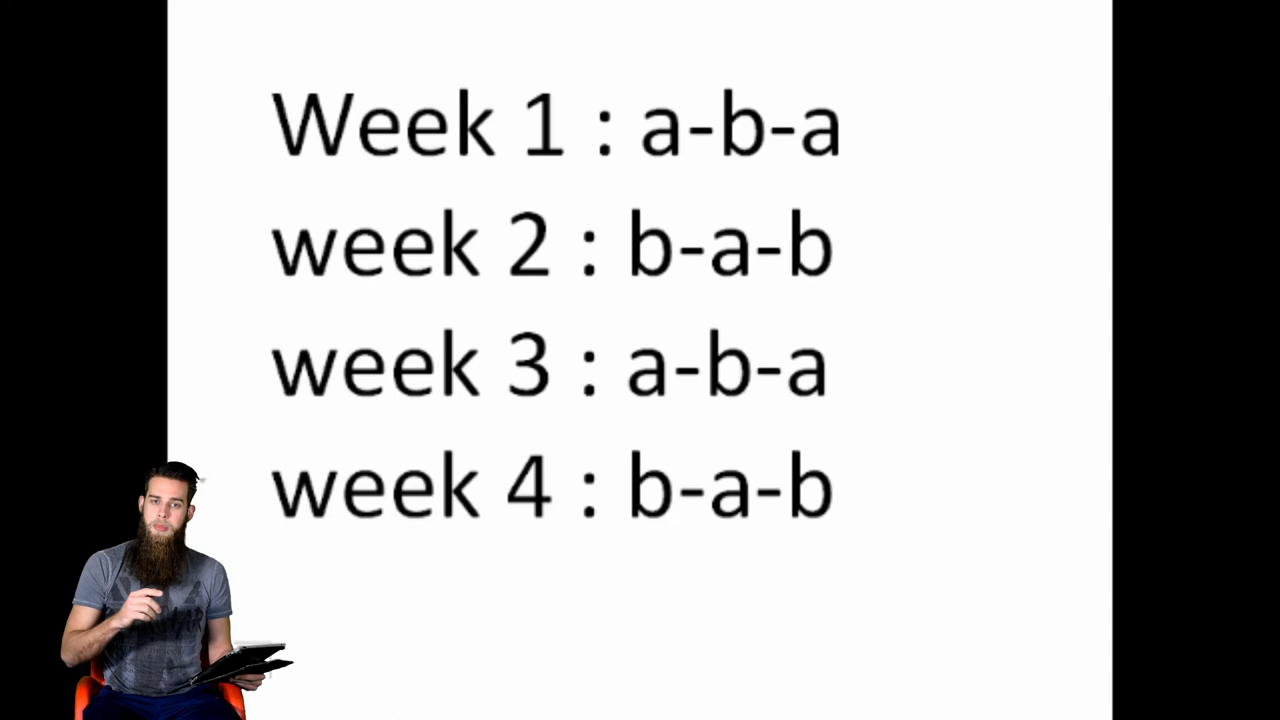 Week 1 : a-b-a
week 2 : b-a-b
week 3 : a-b-a
week 4 : b-a-b